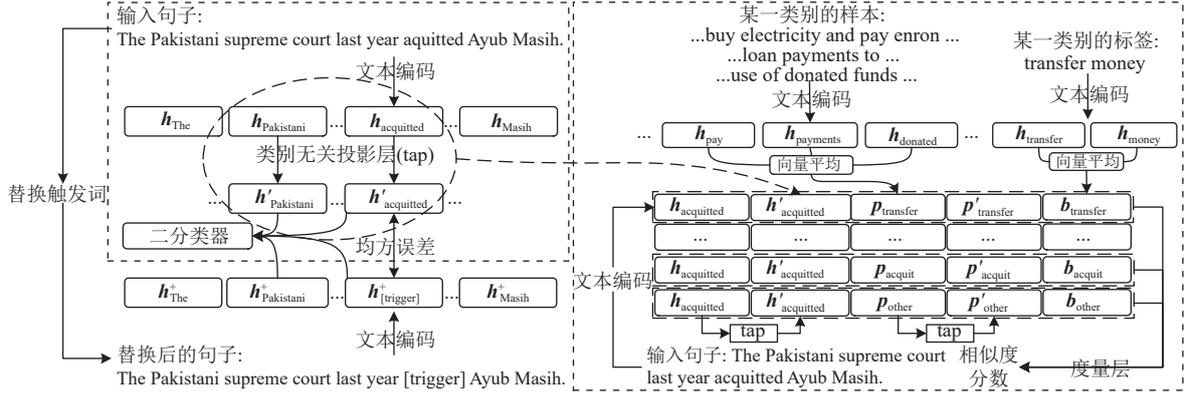 输入句子:
The Pakistani supreme court last year aquitted Ayub Masih.
文本编码
h_The h_Pakistani ... h_acquitted ... h_Masih
类别无关投影层(tap)
... h'_Pakistani ... h'_acquitted ...
替换触发词
二分类器
均方误差
h+_The h+_Pakistani ... h+_[trigger] ... h+_Masih
文本编码
替换后的句子:
The Pakistani supreme court last year [trigger] Ayub Masih.
某一类别的样本:
...buy electricity and pay enron ...
...loan payments to ...
...use of donated funds ...
文本编码
某一类别的标签:
transfer money
文本编码
... h_pay h_payments h_donated ... h_transfer h_money
向量平均 向量平均
h_acquitted h'_acquitted p_transfer p'_transfer b_transfer
... ... ... ... ...
h_acquitted h'_acquitted p_acquit p'_acquit b_acquit
h_acquitted h'_acquitted p_other p'_other b_other
文本编码
tap tap
输入句子: The Pakistani supreme court
last year acquitted Ayub Masih.
相似度
分数
度量层